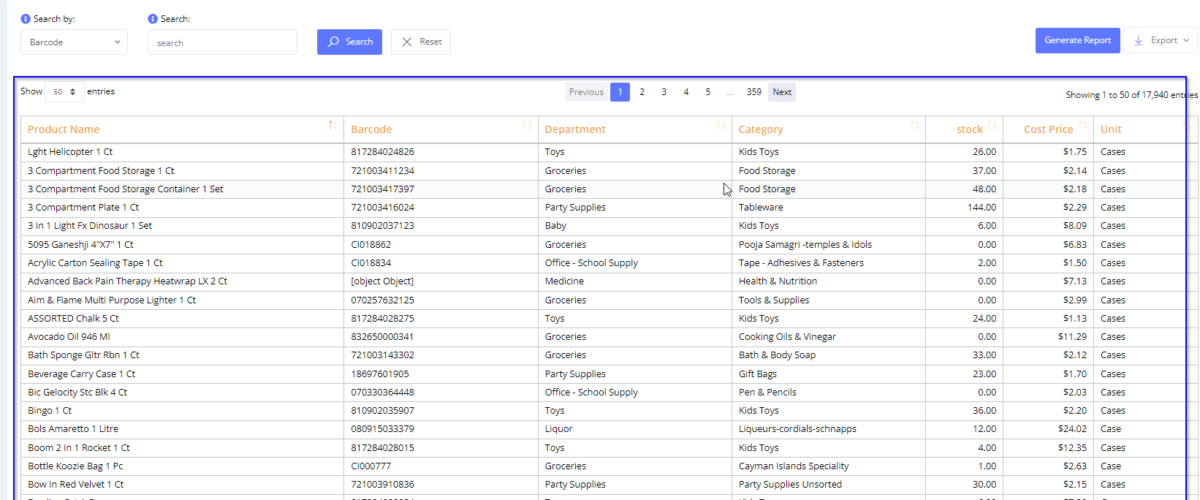 Search by: Search:
Barcode search Search Reset Generate Report Export
Show 50 entries Previous 1 2 3 4 5 ... 359 Next Showing 1 to 50 of 17,940 entries
Product Name Barcode Department Category stock Cost Price Unit
Lght Helicopter 1 Ct 817284024826 Toys Kids Toys 26.00 $1.75 Cases
3 Compartment Food Storage 1 Ct 721003411234 Groceries Food Storage 37.00 $2.14 Cases
3 Compartment Food Storage Container 1 Set 721003417397 Groceries Food Storage 48.00 $2.18 Cases
3 Compartment Plate 1 Ct 721003416024 Party Supplies Tableware 144.00 $2.29 Cases
3 In 1 Light Fx Dinosaur 1 Set 810902037123 Baby Kids Toys 6.00 $8.09 Cases
5095 Ganeshji 4"X7" 1 Ct CI018862 Groceries Pooja Samagri -temples & Idols 0.00 $6.83 Cases
Acrylic Carton Sealing Tape 1 Ct CI018834 Office - School Supply Tape - Adhesives & Fasteners 2.00 $1.50 Cases
Advanced Back Pain Therapy Heatwrap LX 2 Ct [object Object] Medicine Health & Nutrition 0.00 $7.13 Cases
Aim & Flame Multi Purpose Lighter 1 Ct 070257632125 Groceries Tools & Supplies 0.00 $2.99 Cases
ASSORTED Chalk 5 Ct 817284028275 Toys Kids Toys 24.00 $1.13 Cases
Avocado Oil 946 Ml 832650000341 Groceries Cooking Oils & Vinegar 0.00 $11.29 Cases
Bath Sponge Gltr Rbn 1 Ct 721003143302 Groceries Bath & Body Soap 33.00 $2.12 Cases
Beverage Carry Case 1 Ct 18697601905 Party Supplies Gift Bags 23.00 $1.70 Cases
Bic Gelocity Stc Blk 4 Ct 070330364448 Office - School Supply Pen & Pencils 0.00 $2.03 Cases
Bingo 1 Ct 810902035907 Toys Kids Toys 36.00 $2.20 Cases
Bols Amaretto 1 Litre 080915033379 Liquor Liqueurs-cordials-schnapps 12.00 $24.02 Case
Boom 2 In 1 Rocket 1 Ct 817284028015 Toys Kids Toys 4.00 $12.35 Cases
Bottle Koozie Bag 1 Pc CI000777 Groceries Cayman Islands Speciality 1.00 $2.63 Case
Bow In Red Velvet 1 Ct 721003910836 Party Supplies Party Supplies Unsorted 30.00 $2.15 Cases